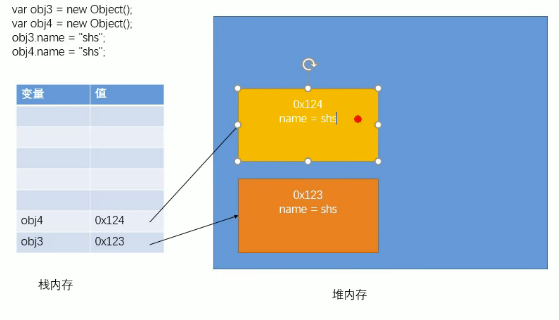 var obj3 = new Object();
var obj4 = new Object();
obj3.name = "shs";
obj4.name = "shs";
变量 值
obj4 0x124
obj3 0x123
栈内存
0x124
name = shs
0x123
name = shs
堆内存